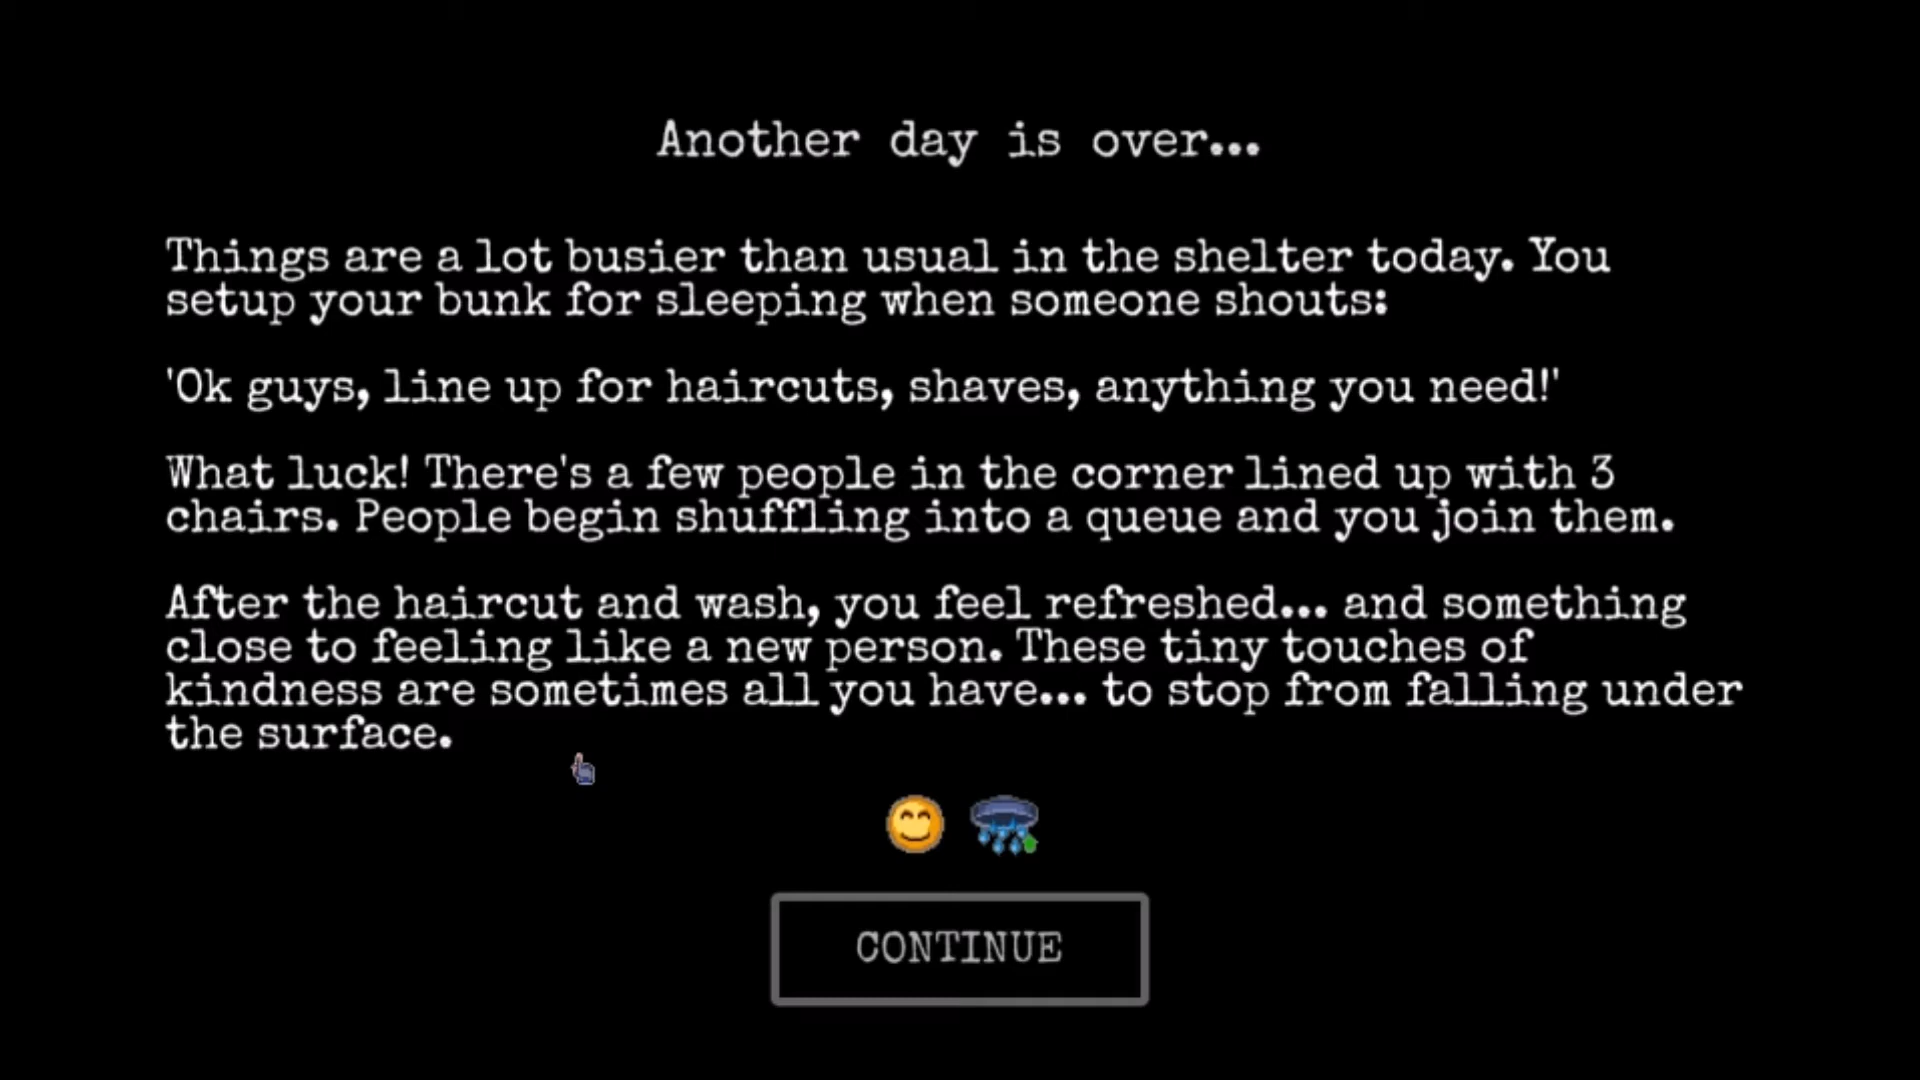 Another day is over...
Things are a lot busier than usual in the shelter today. You
setup your bunk for sleeping when someone shouts:
'Ok guys, line up for haircuts, shaves, anything you need!'
What luck! There's a few people in the corner lined up with 3
chairs. People begin shuffling into a queue and you join them.
After the haircut and wash, you feel refreshed... and something
close to feeling like a new person. These tiny touches of
kindness are sometimes all you have... to stop from falling under
the surface.
CONTINUE